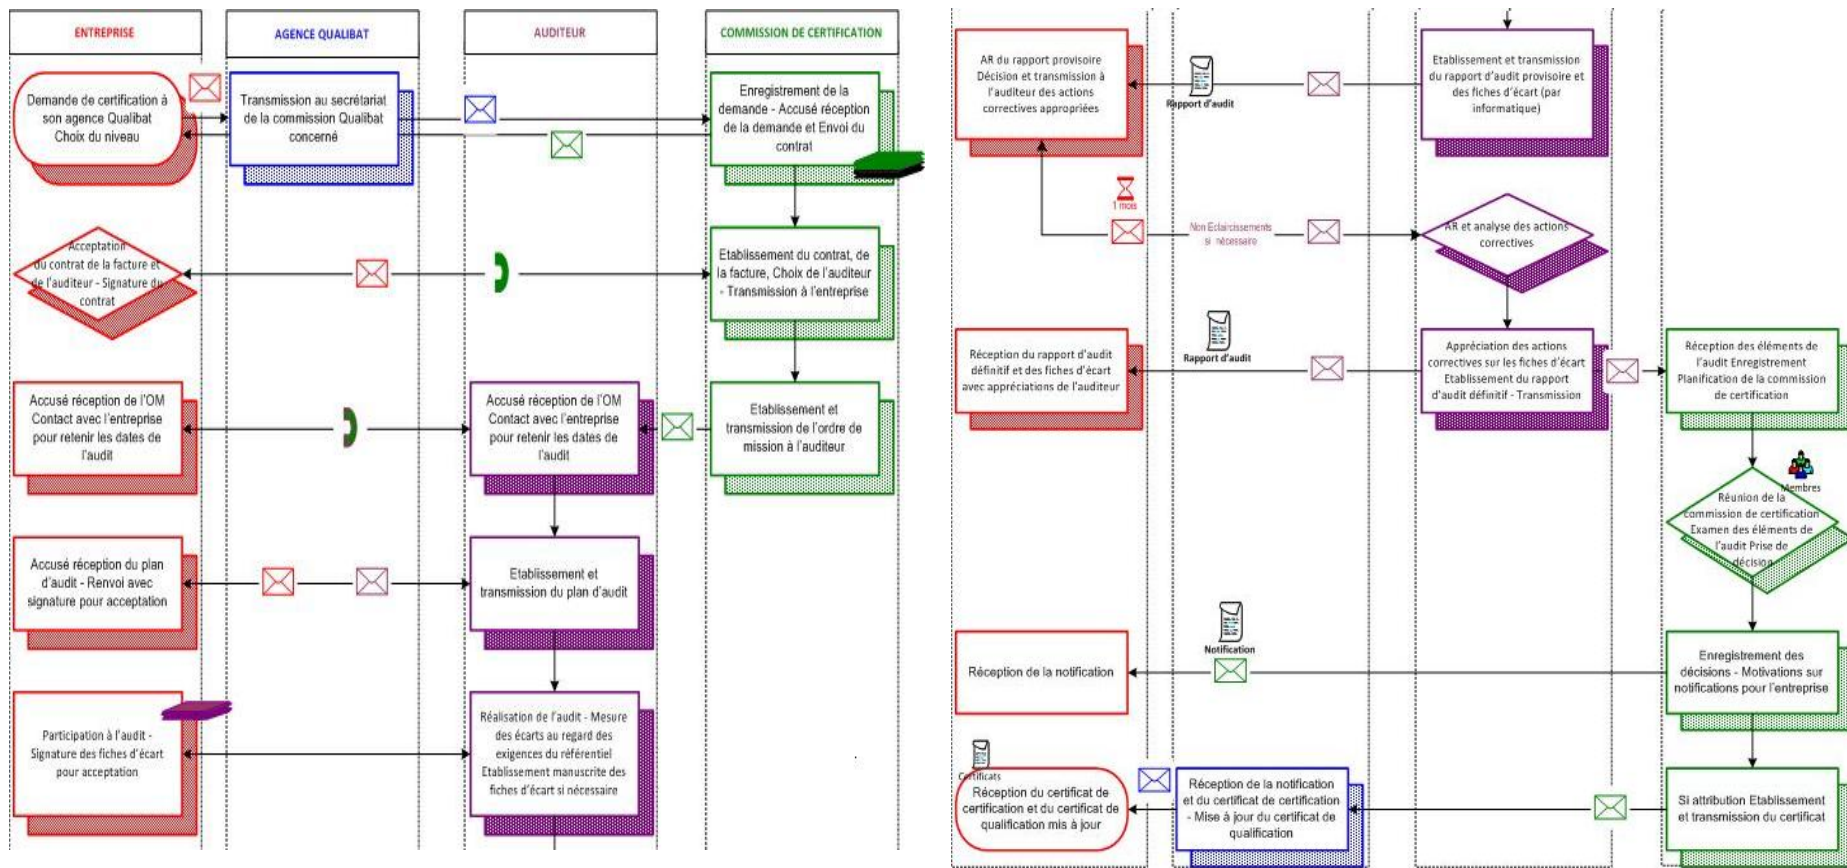 ENTREPRISE
AGENCE QUALIBAT
AUDITEUR
COMMISSION DE CERTIFICATION
Demande de certification à
son agence Qualibat
Choix du niveau
Transmission au secrétariat
de la commission Qualibat
concerné
Enregistrement de la
demande - Accusé réception
de la demande et Envoi du
contrat
Acceptation
du contrat de la facture et
de l'auditeur - Signature du
contrat
Etablissement du contrat, de
la facture, Choix de l'auditeur
- Transmission à l'entreprise
Accusé réception de l'OM
Contact avec l'entreprise
pour retenir les dates de
l'audit
Accusé réception de l'OM
Contact avec l'entreprise
pour retenir les dates de
l'audit
Etablissement et
transmission de l'ordre de
mission à l'auditeur
Accusé réception du plan
d'audit - Renvoi avec
signature pour acceptation
Etablissement et
transmission du plan d'audit
Participation à l'audit -
Signature des fiches d'écart
pour acceptation
Réalisation de l'audit - Mesure
des écarts au regard des
exigences du référentiel
Etablissement manuscrite des
fiches d'écart si nécessaire
AR du rapport provisoire
Décision et transmission à
l'auditeur des actions
correctives appropriées
Rapport d'audit
Etablissement et transmission
du rapport d'audit provisoire et
des fiches d'écart (par
informatique)
1 mois
Non Eclaircissements
si nécessaire
AR et analyse des actions
correctives
Réception du rapport d'audit
définitif et des fiches d'écart
avec appréciations de l'auditeur
Rapport d'audit
Appréciation des actions
correctives sur les fiches d'écart
Etablissement du rapport
d'audit définitif - Transmission
Réception des éléments de
l'audit Enregistrement
Planification de la commission
de certification
Membres
Réunion de la
commission de certification
Examen des éléments de
l'audit Prise de
décision
Réception de la notification
Notification
Enregistrement des
décisions - Motivations sur
notifications pour l'entreprise
Certificats
Réception du certificat de
certification et du certificat de
qualification mis à jour
Réception de la notification
et du certificat de certification
- Mise à jour du certificat de
qualification
Si attribution Etablissement
et transmission du certificat